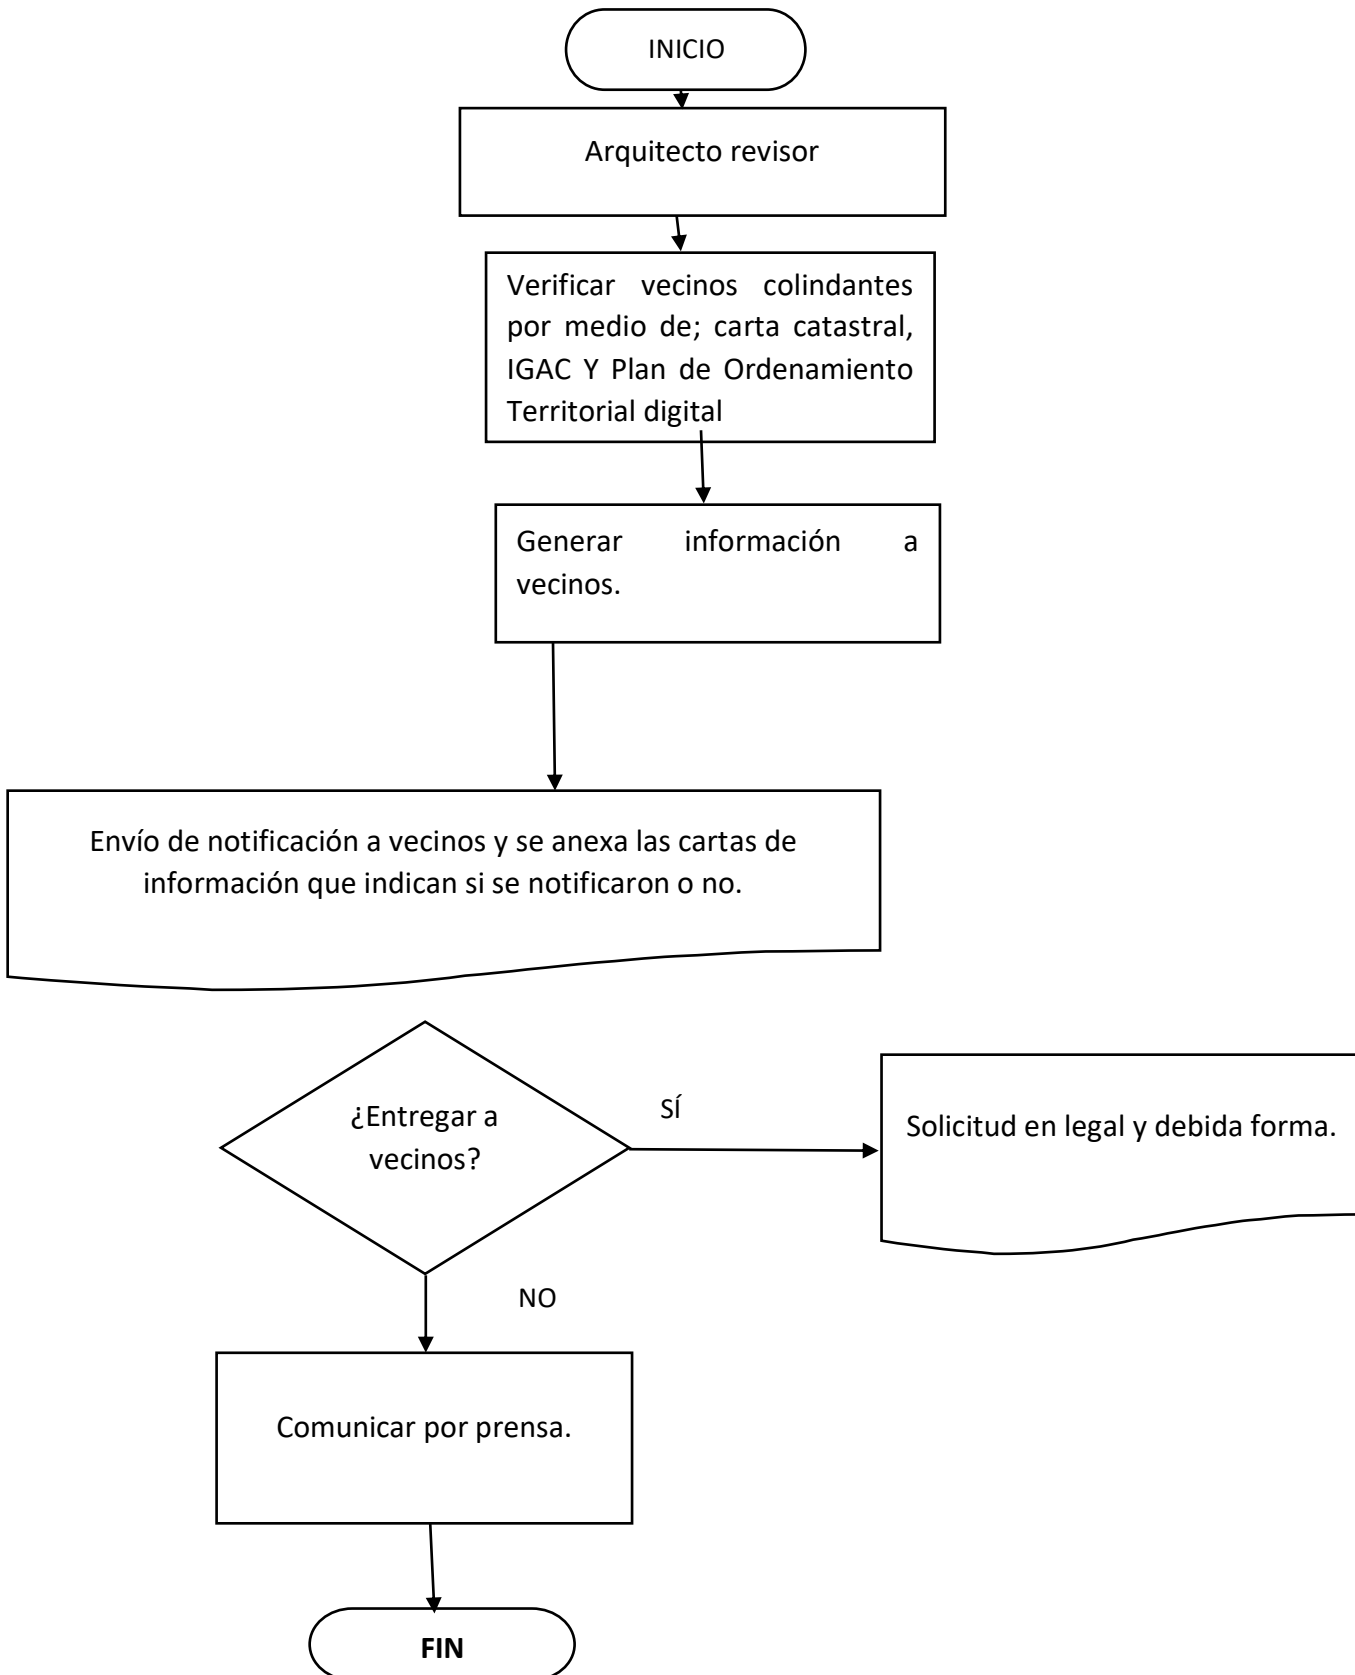 INICIO
Arquitecto revisor
Verificar vecinos colindantes
por medio de; carta catastral,
IGAC Y Plan de Ordenamiento
Territorial digital
Generar información a
vecinos.
Envío de notificación a vecinos y se anexa las cartas de
información que indican si se notificaron o no.
¿Entregar a
vecinos?
SÍ
Solicitud en legal y debida forma.
NO
Comunicar por prensa.
FIN